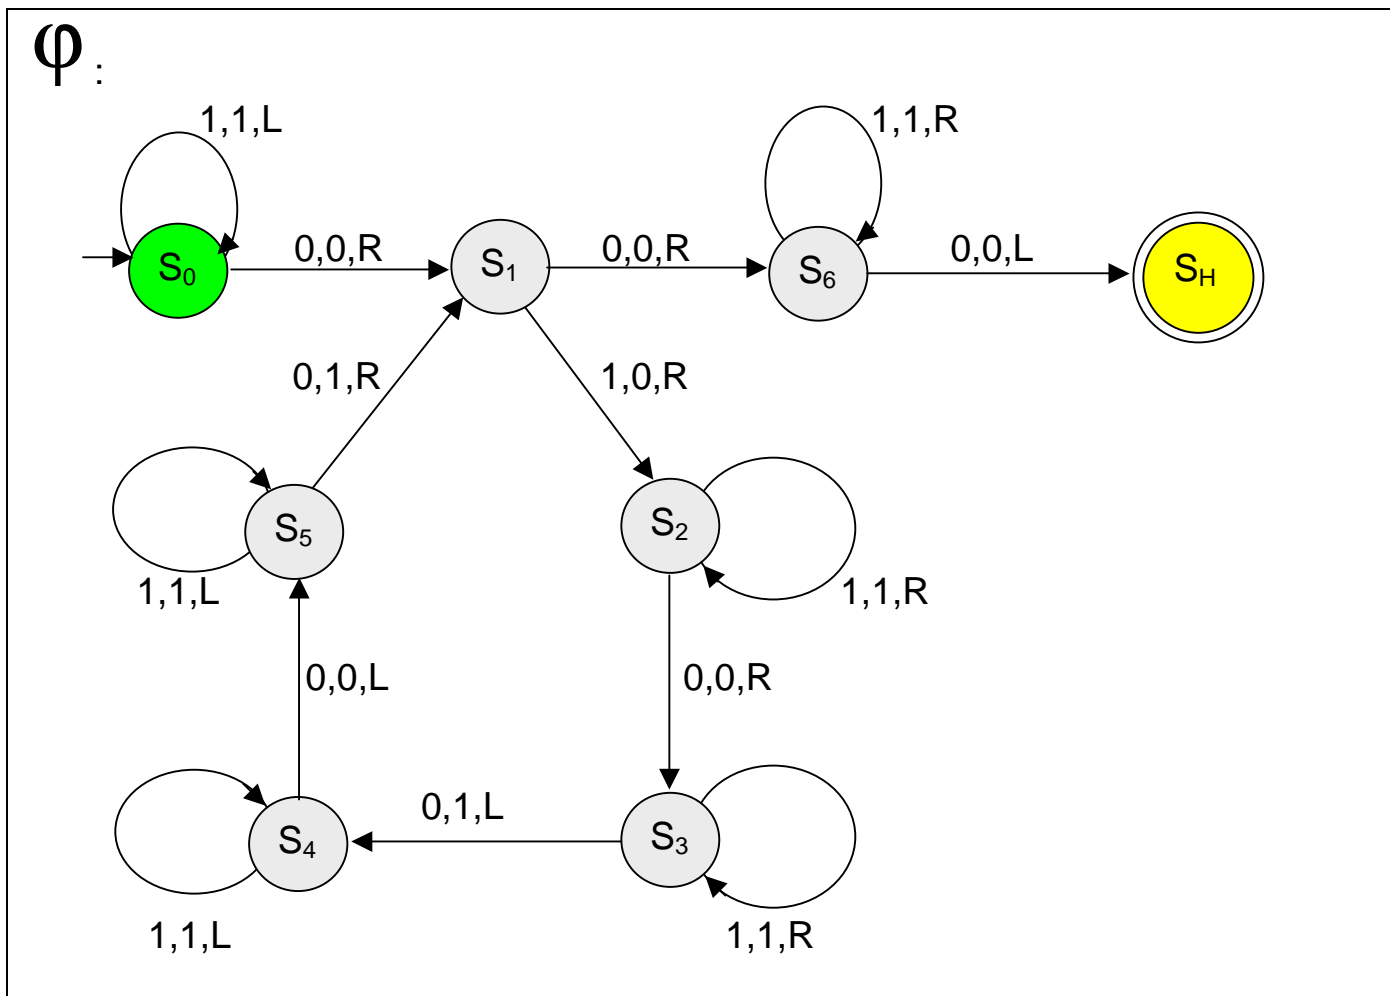 φ :
1,1,L
1,1,R
S₀
0,0,R
S₁
0,0,R
S₆
0,0,L
S_H
0,1,R
1,0,R
S₅
S₂
1,1,L
1,1,R
0,0,L
0,0,R
S₄
0,1,L
S₃
1,1,L
1,1,R